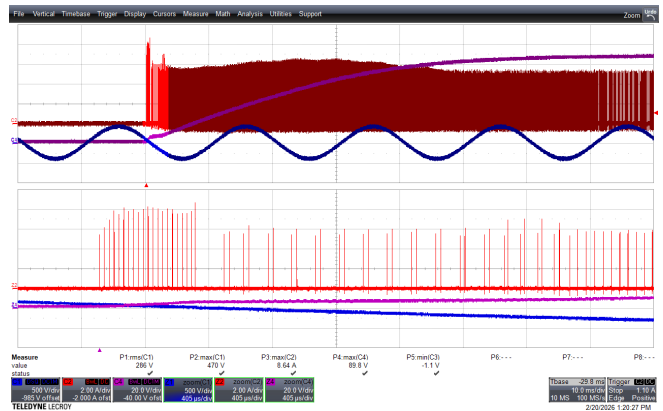 File Vertical Timebase Trigger Display Cursors Measure Math Analysis Utilities Support
Zoom Undo
Measure P1:rms(C1) P2:max(C1) P3:max(C2) P4:max(C4) P5:min(C3) P6:- - - P7:- - - P8:- - -
value 286 V 470 V 8.64 A 89.8 V -1.1 V
status
zoom(C1) zoom(C2) zoom(C4) Tbase -29.8 ms Trigger
500 V/div 2.00 A/div 20.0 V/div 500 V/div 2.00 A/div 20.0 V/div 10.0 ms/div Stop 1.10 A
-985 V ofst -2.000 A ofst -40.00 V ofst 405 µs/div 405 µs/div 405 µs/div 10 MS 100 MS/s Edge Positive
TELEDYNE LECROY 2/20/2026 1:20:27 PM